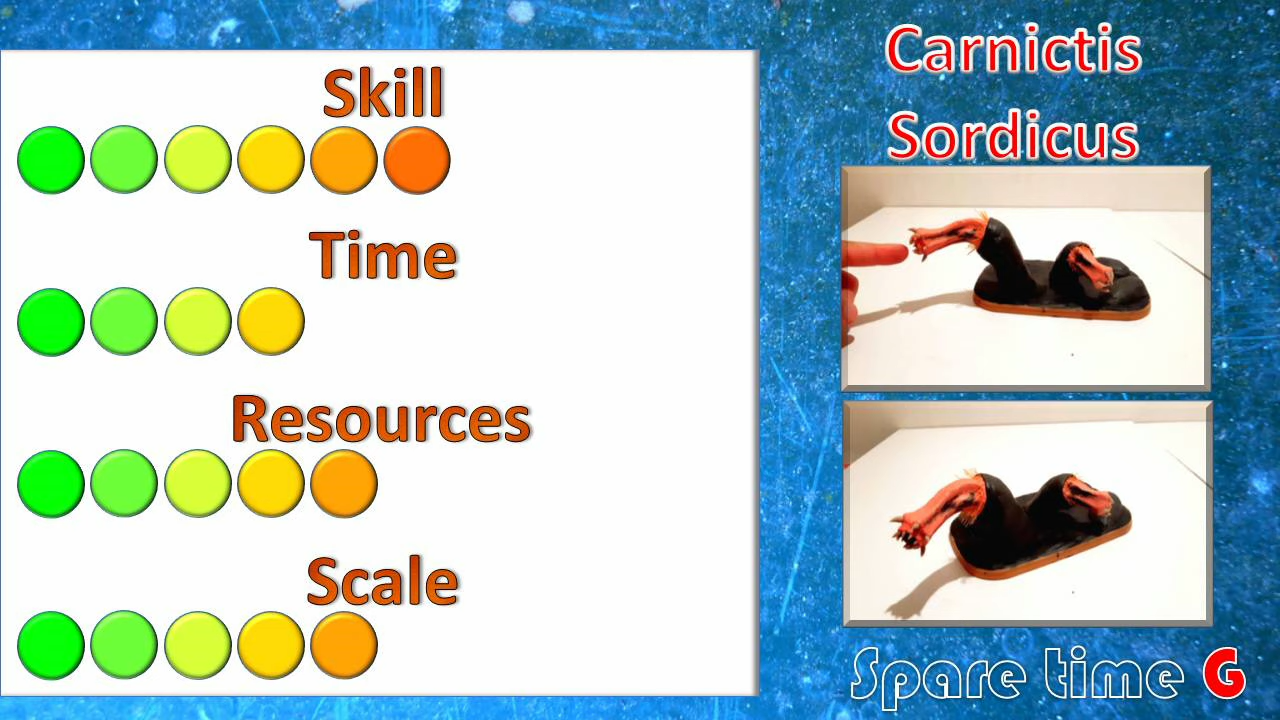 Skill
Time
Resources
Scale
Carnictis
Sordicus
Spare time G